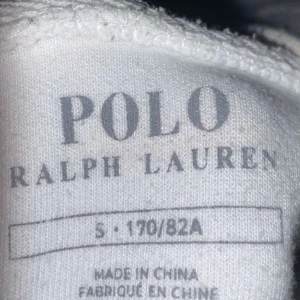 POLO
RALPH LAUREN
S · 170/82A
MADE IN CHINA
FABRIQUÉ EN CHINE